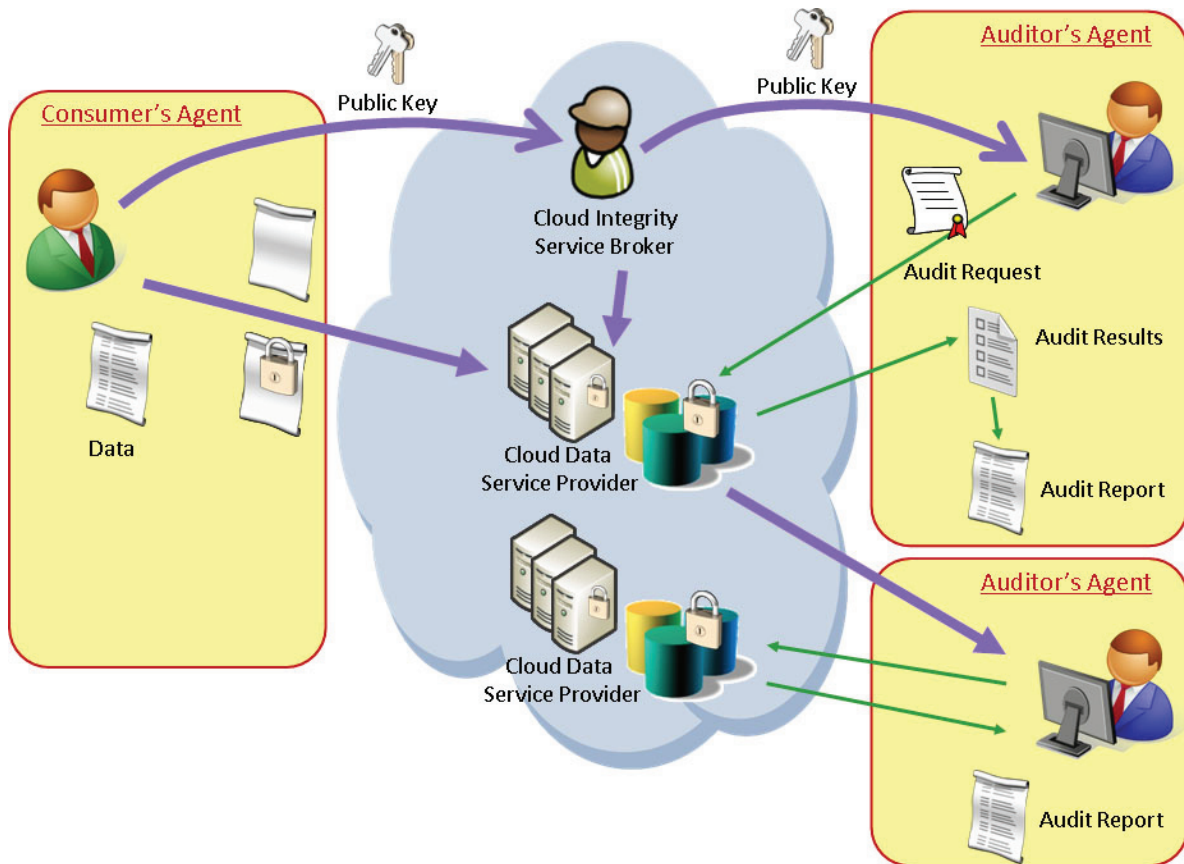 Public Key
Public Key
Auditor's Agent
Consumer's Agent
Cloud Integrity
Service Broker
Audit Request
Audit Results
Data
Cloud Data
Service Provider
Audit Report
Auditor's Agent
Cloud Data
Service Provider
Audit Report